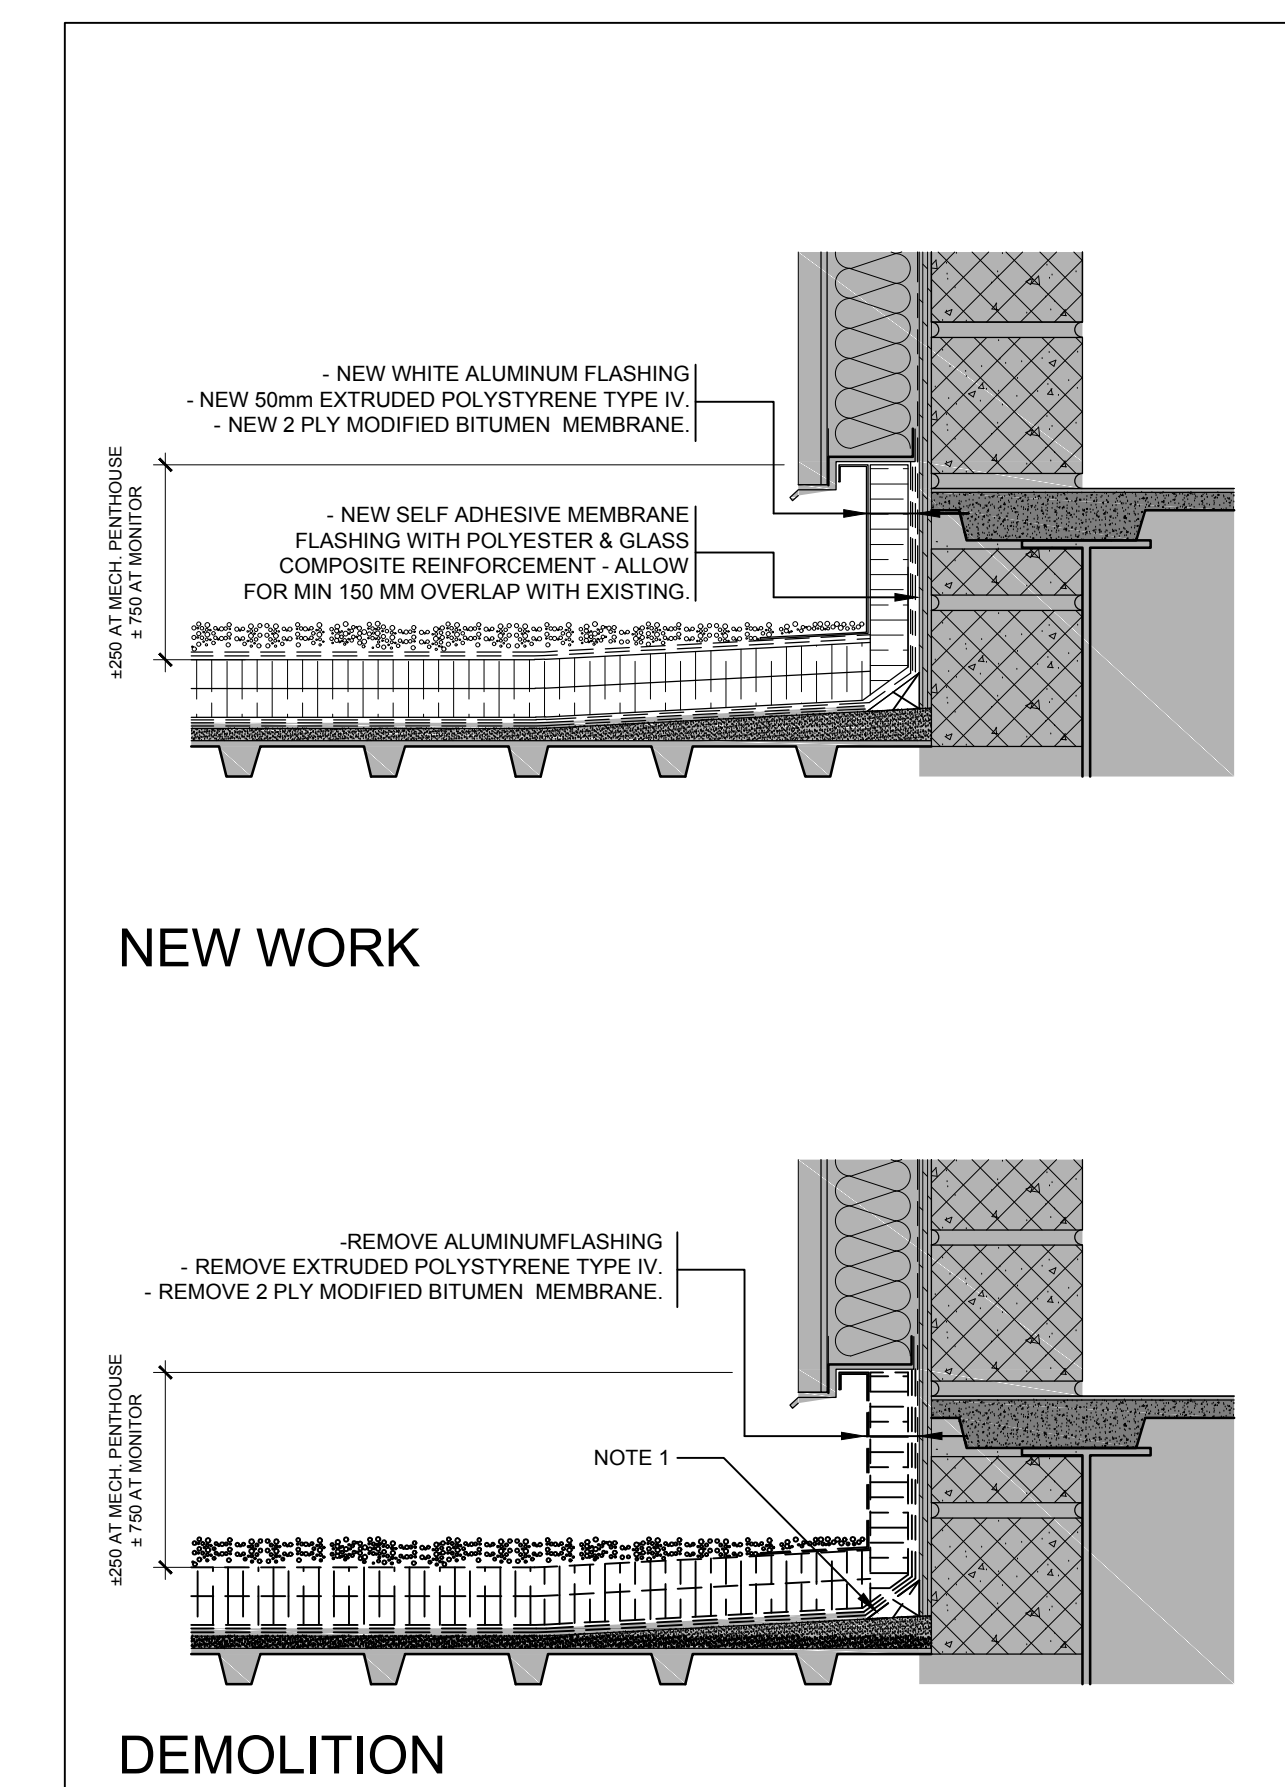 - NEW WHITE ALUMINUM FLASHING
- NEW 50mm EXTRUDED POLYSTYRENE TYPE IV.
- NEW 2 PLY MODIFIED BITUMEN  MEMBRANE.
±250 AT MECH. PENTHOUSE
± 750 AT MONITOR
- NEW SELF ADHESIVE MEMBRANE
FLASHING WITH POLYESTER & GLASS
COMPOSITE REINFORCEMENT - ALLOW
FOR MIN 150 MM OVERLAP WITH EXISTING.
NEW WORK
-REMOVE ALUMINUMFLASHING
- REMOVE EXTRUDED POLYSTYRENE TYPE IV.
- REMOVE 2 PLY MODIFIED BITUMEN  MEMBRANE.
±250 AT MECH. PENTHOUSE
± 750 AT MONITOR
NOTE 1
DEMOLITION